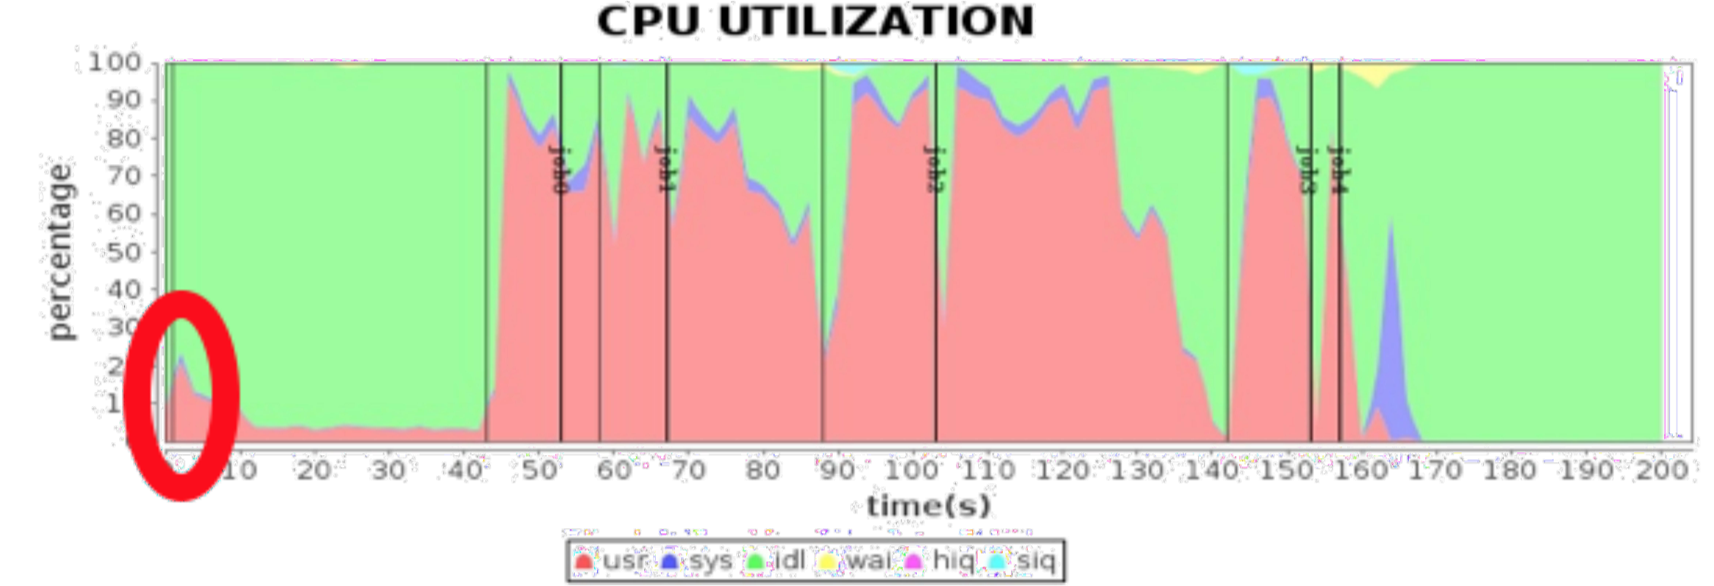 CPU UTILIZATION
percentage
100
90
80
70
60
50
40
30
2
1
job0
job1
job2
job3
job4
10 20 30 40 50 60 70 80 90 100 110 120 130 140 150 160 170 180 190 200
time(s)
usr sys idl wai hiq siq